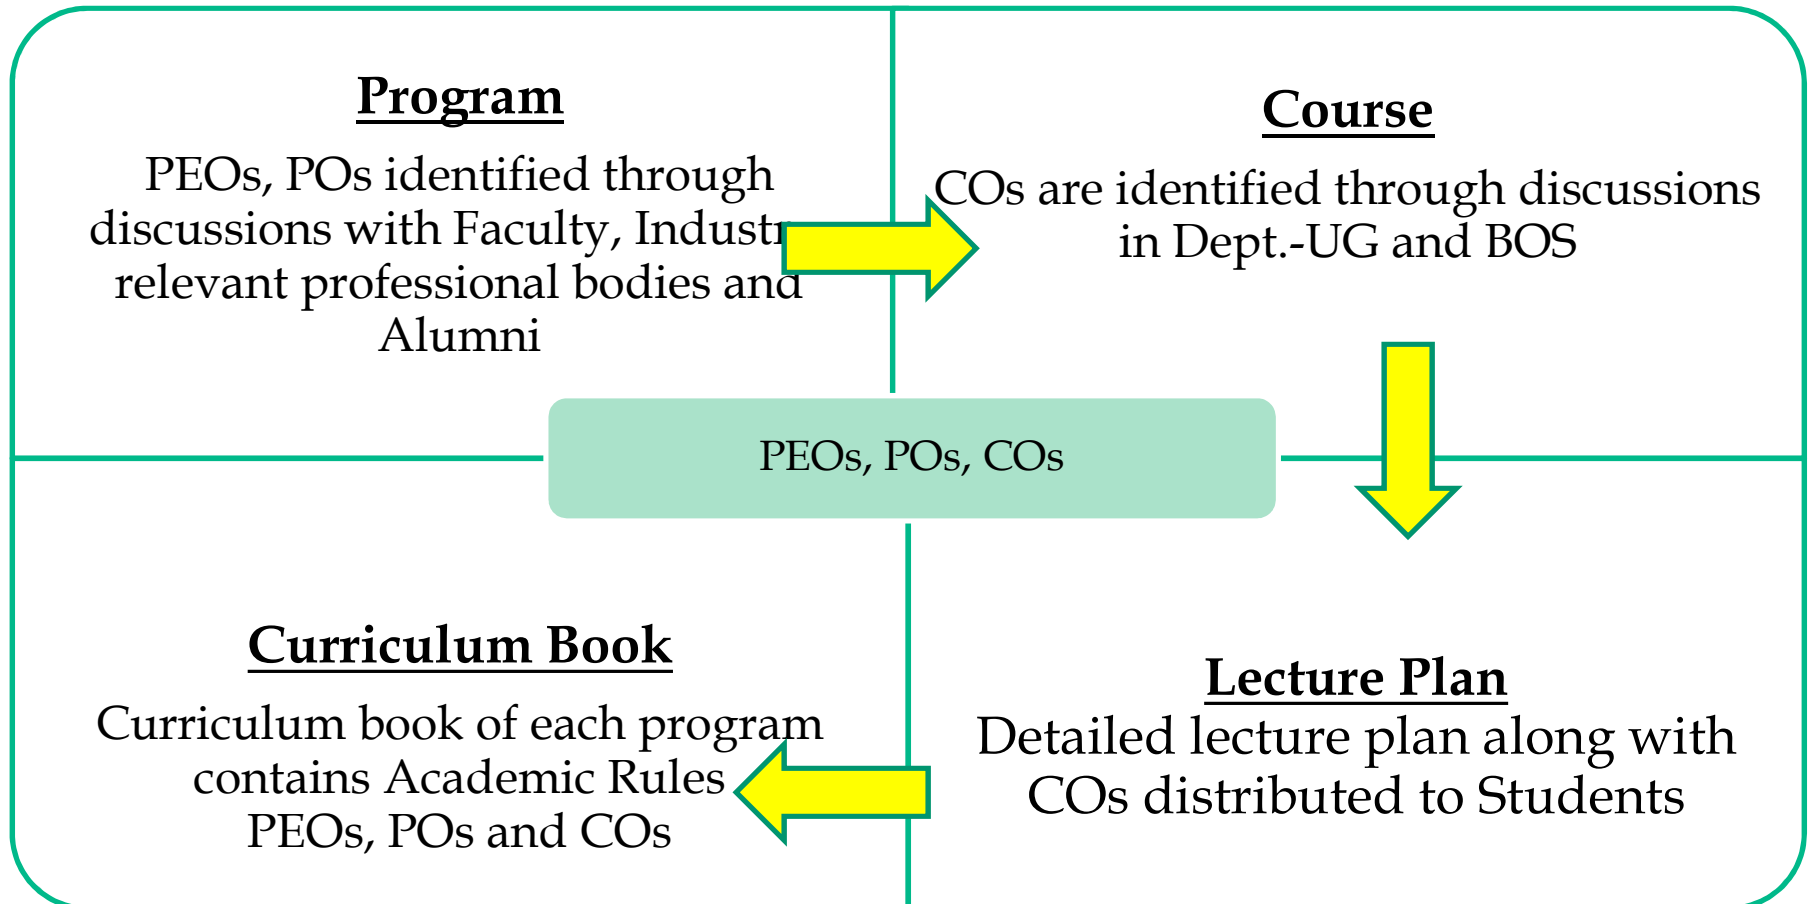 Program
PEOs, POs identified through
discussions with Faculty, Industr
relevant professional bodies and
Alumni
Course
COs are identified through discussions
in Dept.-UG and BOS
PEOs, POs, COs
Curriculum Book
Curriculum book of each program
contains Academic Rules
PEOs, POs and COs
Lecture Plan
Detailed lecture plan along with
COs distributed to Students